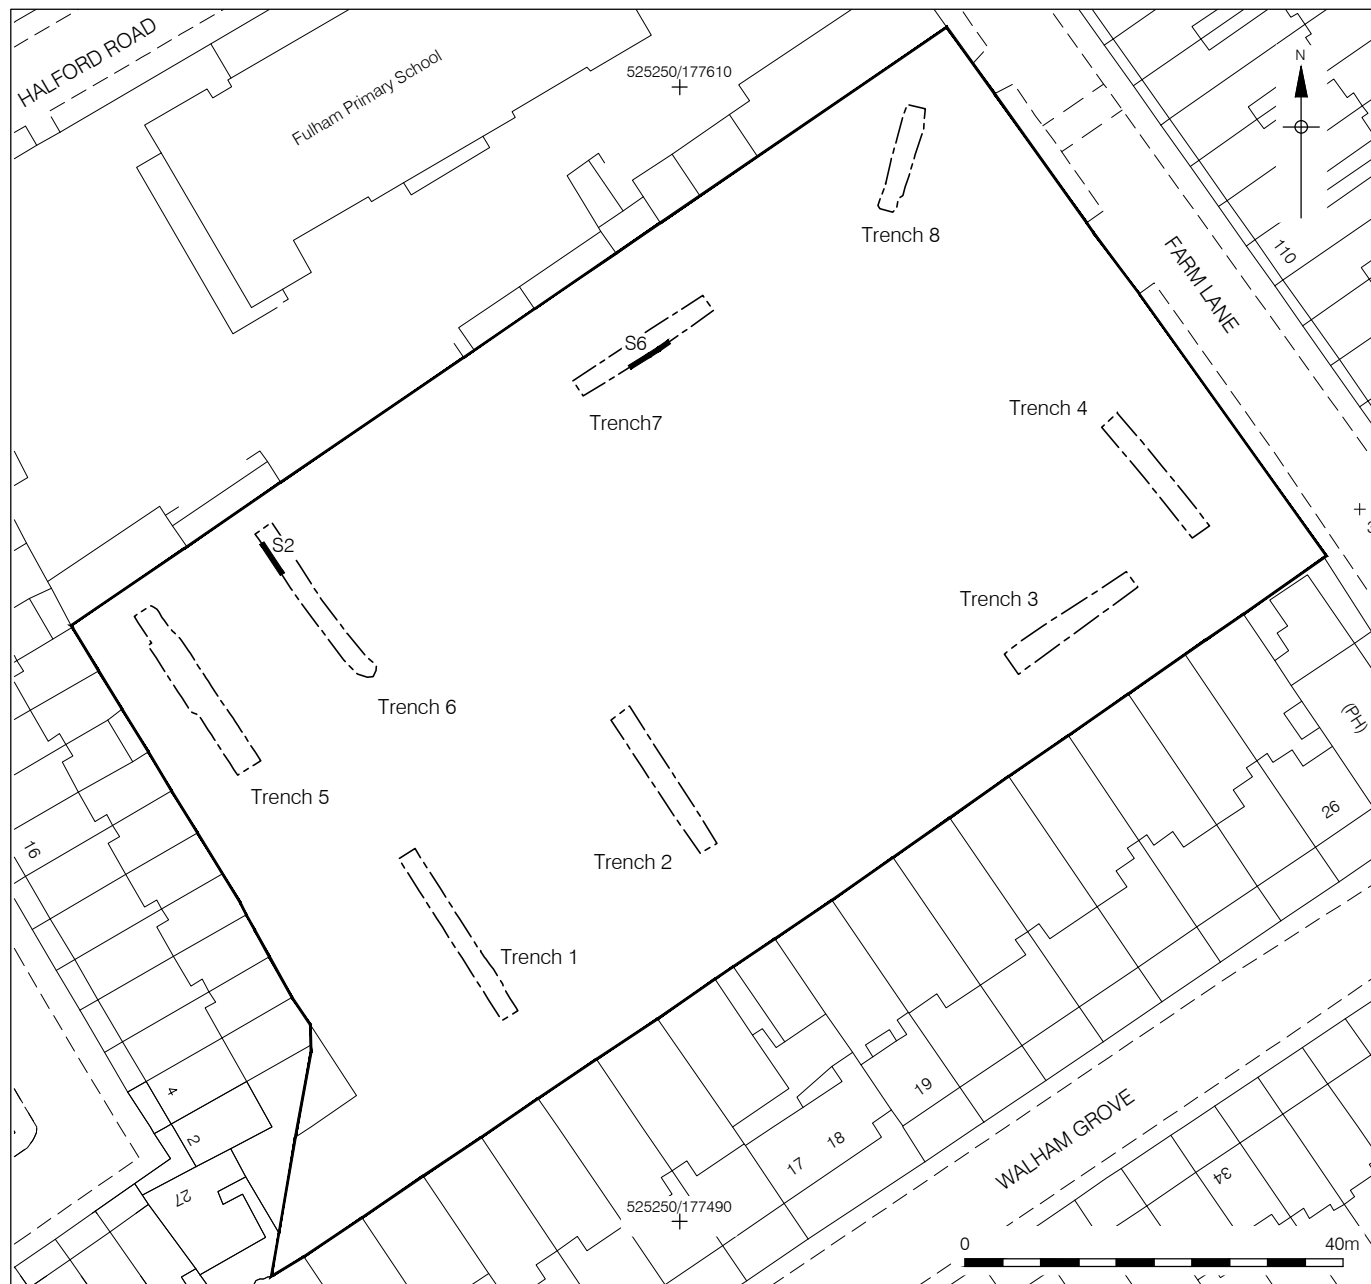 HALFORD ROAD
Fulham Primary School
525250/177610
N
Trench 8
FARM LANE
110
S6
Trench7
Trench 4
S2
Trench 3
Trench 6
(PH)
Trench 5
16
Trench 2
26
Trench 1
4
19
2
18
17
WALHAM GROVE
27
34
525250/177490
0 40m